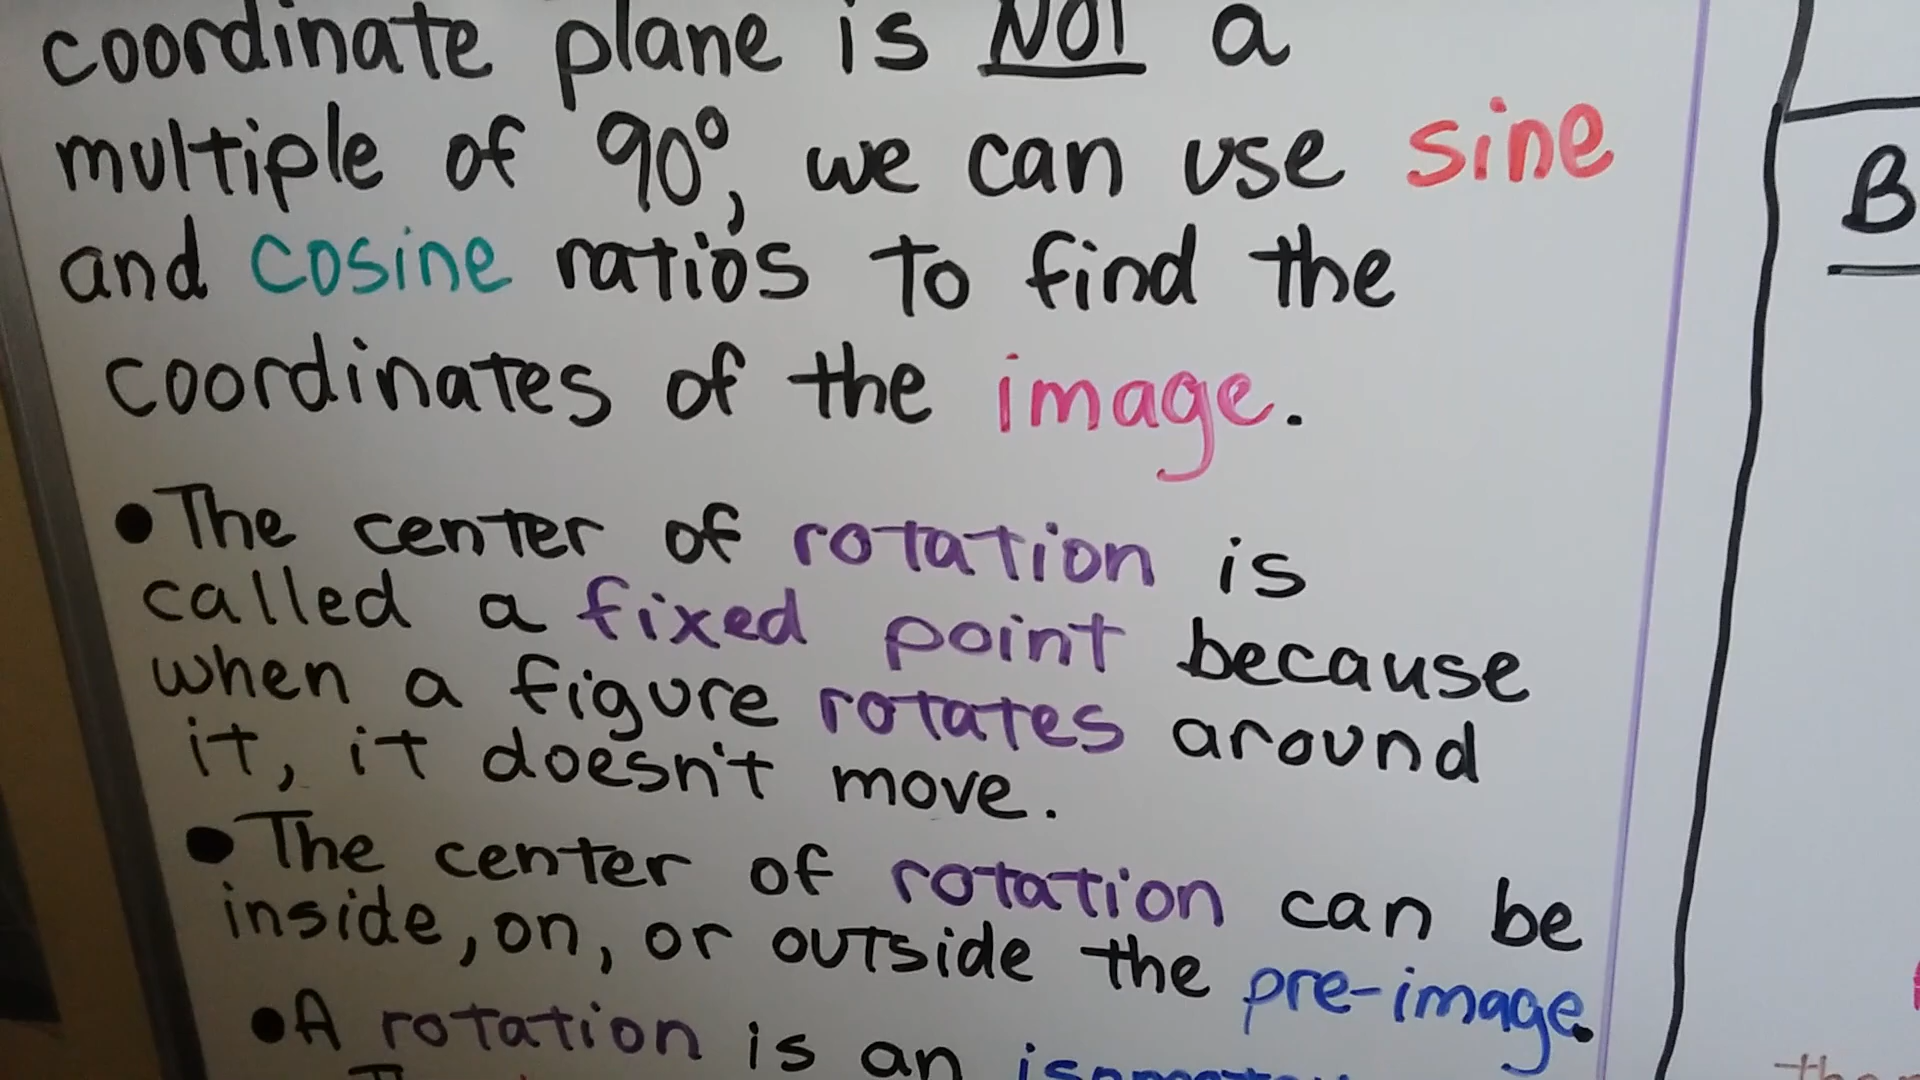 coordinate plane is NOT a
multiple of 90°, we can use sine
and cosine ratios to find the
coordinates of the image.
•The center of rotation is
called a fixed point because
when a figure rotates around
it, it doesn't move.
•The center of rotation can be
inside, on, or outside the pre-image.
•A rotation is an
B